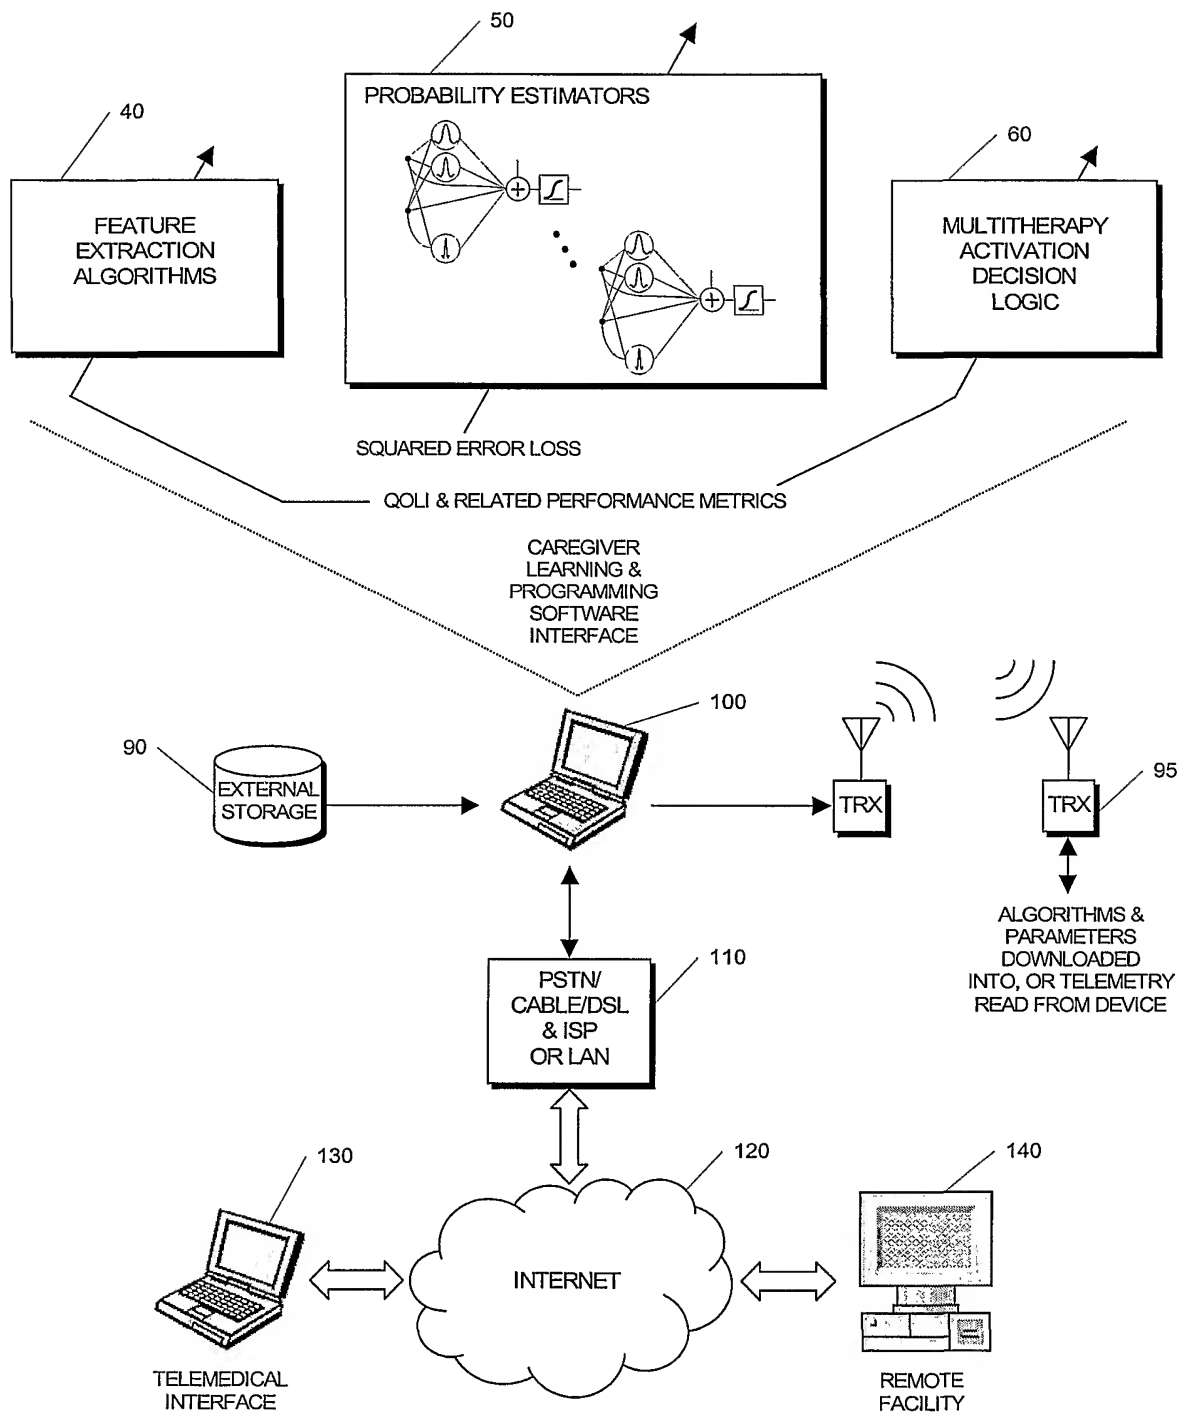 50
PROBABILITY ESTIMATORS
40
60
FEATURE
EXTRACTION
ALGORITHMS
MULTITHERAPY
ACTIVATION
DECISION
LOGIC
SQUARED ERROR LOSS
QOLI & RELATED PERFORMANCE METRICS
CAREGIVER
LEARNING &
PROGRAMMING
SOFTWARE
INTERFACE
100
90
EXTERNAL
STORAGE
TRX
TRX
95
ALGORITHMS &
PARAMETERS
DOWNLOADED
INTO, OR TELEMETRY
READ FROM DEVICE
110
PSTN/
CABLE/DSL
& ISP
OR LAN
130
120
140
INTERNET
TELEMEDICAL
INTERFACE
REMOTE
FACILITY